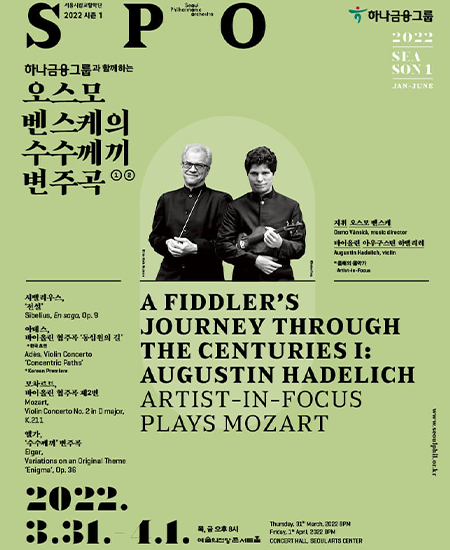 S P O
서울시립교향악단
2022 시즌 1
Seoul
Philharmonic
Orchestra
하나금융그룹
2022
SEA
SON 1
JAN-JUNE
하나금융그룹과 함께하는
오스모
벤스케의
수수께끼
변주곡 ① ②
지휘 오스모 벤스케
Osmo Vänskä, music director
바이올린 아우구스틴 하델리히
Augustin Hadelich, violin
*올해의 음악가
Artist-in-Focus
시벨리우스,
‘전설’
Sibelius, En saga, Op. 9
아데스,
바이올린 협주곡 ‘동심원의 길’
*한국 초연
Adès, Violin Concerto
‘Concentric Paths’
*Korean Premiere
모차르트,
바이올린 협주곡 제2번
Mozart,
Violin Concerto No. 2 in D major,
K.211
엘가,
‘수수께끼’ 변주곡
Elgar,
Variations on an Original Theme
‘Enigma’, Op. 36
A FIDDLER’S
JOURNEY THROUGH
THE CENTURIES I:
AUGUSTIN HADELICH
ARTIST-IN-FOCUS
PLAYS MOZART
www.seoulphil.or.kr
2022.
3.31.–4.1.
목, 금 오후 8시
예술의전당 콘서트홀
Thursday, 31st March, 2022 8PM
Friday, 1st April, 2022 8PM
CONCERT HALL, SEOUL ARTS CENTER